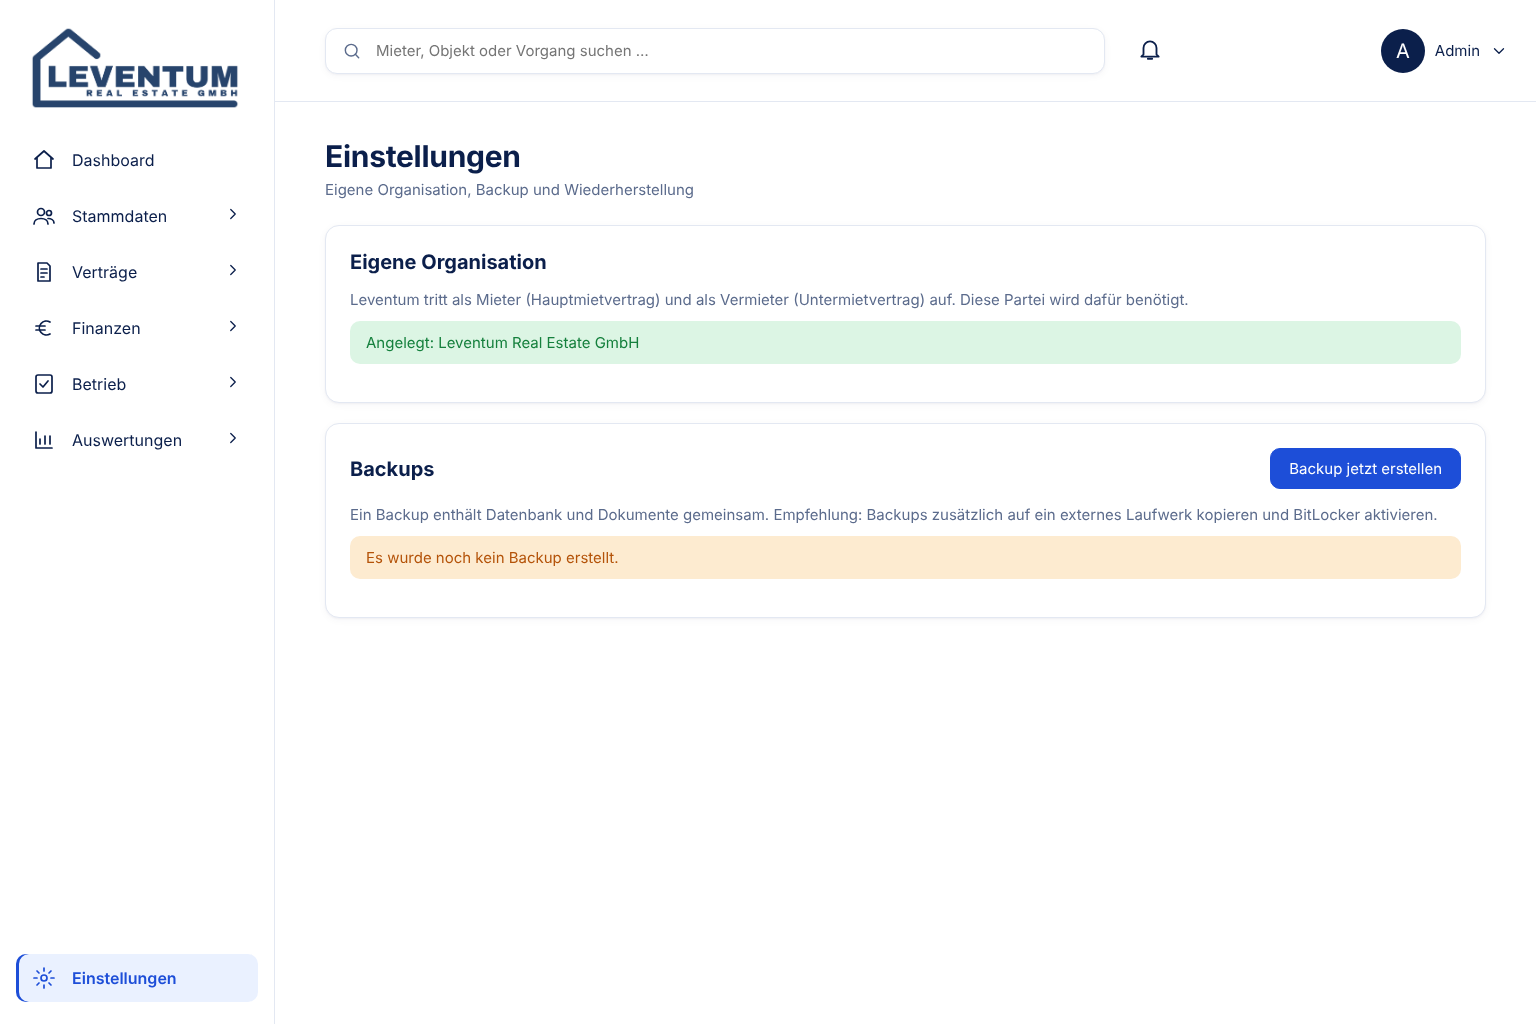 LEVENTUM
REAL ESTATE GMBH
Mieter, Objekt oder Vorgang suchen ...
A
Admin
Dashboard
Stammdaten
Verträge
Finanzen
Betrieb
Auswertungen
Einstellungen
Einstellungen
Eigene Organisation, Backup und Wiederherstellung
Eigene Organisation
Leventum tritt als Mieter (Hauptmietvertrag) und als Vermieter (Untermietvertrag) auf. Diese Partei wird dafür benötigt.
Angelegt: Leventum Real Estate GmbH
Backups
Backup jetzt erstellen
Ein Backup enthält Datenbank und Dokumente gemeinsam. Empfehlung: Backups zusätzlich auf ein externes Laufwerk kopieren und BitLocker aktivieren.
Es wurde noch kein Backup erstellt.